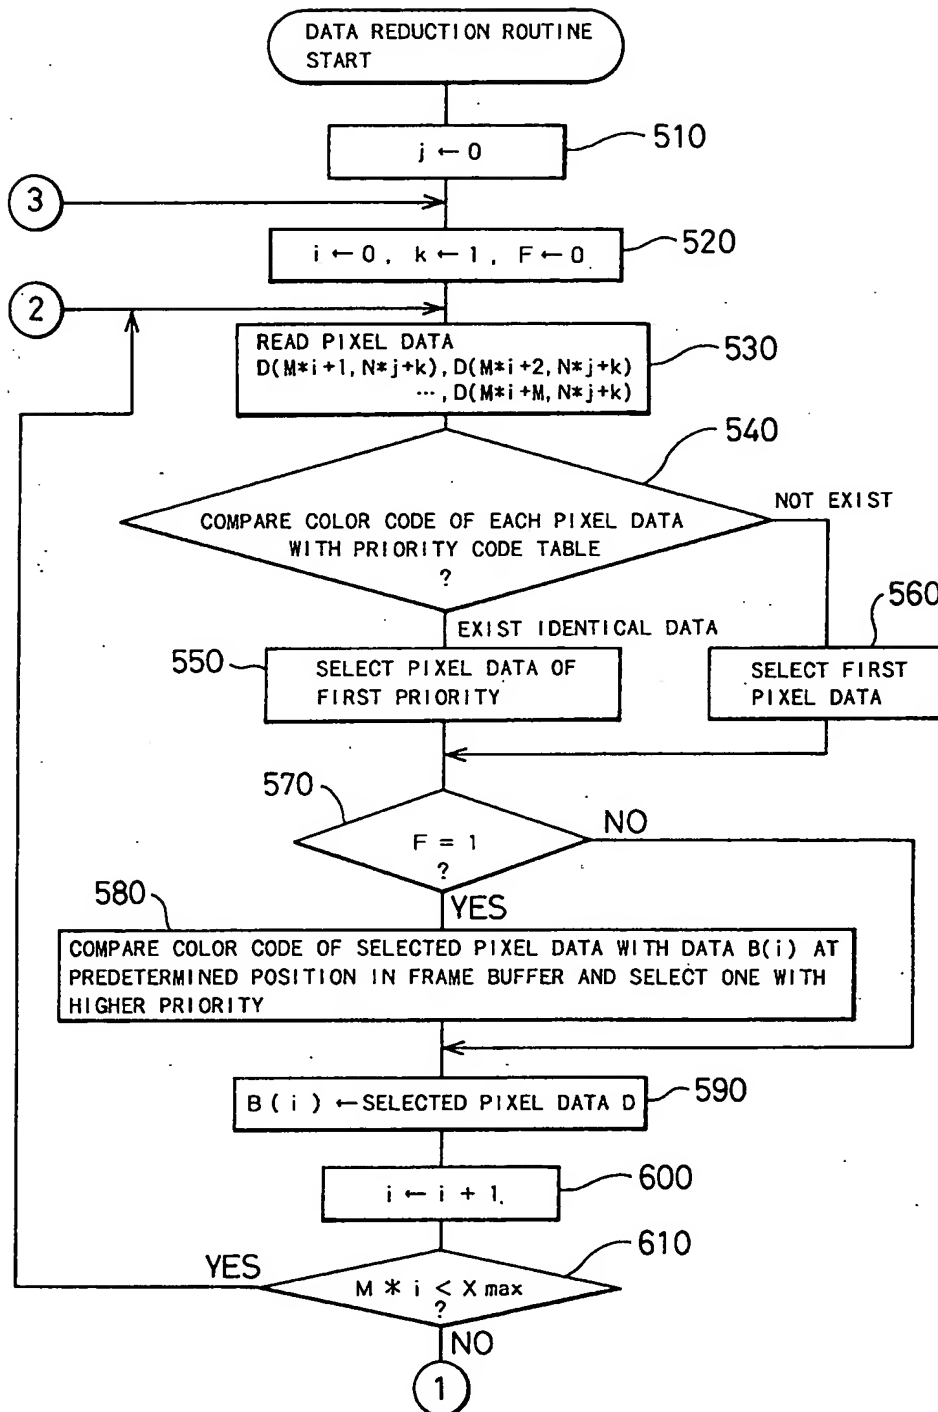 DATA REDUCTION ROUTINE
START
510
j ← 0
3
520
i ← 0, k ← 1, F ← 0
2
READ PIXEL DATA
D(M*i+1, N*j+k), D(M*i+2, N*j+k)
…, D(M*i+M, N*j+k)
530
540
NOT EXIST
COMPARE COLOR CODE OF EACH PIXEL DATA
WITH PRIORITY CODE TABLE
?
560
EXIST IDENTICAL DATA
550
SELECT PIXEL DATA OF
FIRST PRIORITY
SELECT FIRST
PIXEL DATA
570
NO
F = 1
?
580
YES
COMPARE COLOR CODE OF SELECTED PIXEL DATA WITH DATA B(i) AT
PREDETERMINED POSITION IN FRAME BUFFER AND SELECT ONE WITH
HIGHER PRIORITY
590
B(i) ← SELECTED PIXEL DATA D
600
i ← i + 1
610
YES
M * i < Xmax
?
NO
1